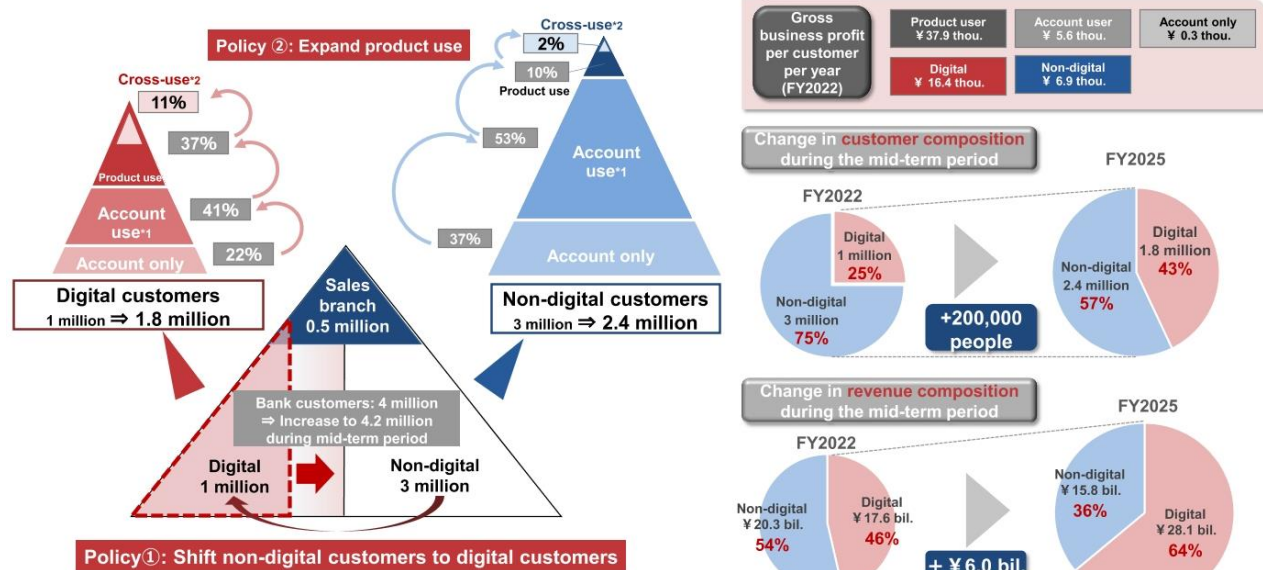 Policy ②: Expand product use
Cross-use*2
11%
37%
Product use
Account
use*1
41%
22%
Account only
Digital customers
1 million ⇒ 1.8 million
Cross-use*2
2%
10%
Product use
53%
Account
use*1
37%
Account only
Non-digital customers
3 million ⇒ 2.4 million
Sales
branch
0.5 million
Bank customers: 4 million
⇒ Increase to 4.2 million
during mid-term period
Digital
1 million
Non-digital
3 million
Policy①: Shift non-digital customers to digital customers
Gross
business profit
per customer
per year
(FY2022)
Product user
¥ 37.9 thou.
Account user
¥ 5.6 thou.
Account only
¥ 0.3 thou.
Digital
¥ 16.4 thou.
Non-digital
¥ 6.9 thou.
Change in customer composition
during the mid-term period
FY2022
Digital
1 million
25%
Non-digital
3 million
75%
+200,000
people
FY2025
Non-digital
2.4 million
57%
Digital
1.8 million
43%
Change in revenue composition
during the mid-term period
FY2022
Non-digital
¥ 20.3 bil.
54%
Digital
¥ 17.6 bil.
46%
+ ¥ 6.0 bil
FY2025
Non-digital
¥ 15.8 bil.
36%
Digital
¥ 28.1 bil.
64%